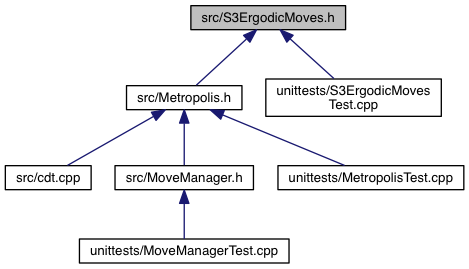 src/S3ErgodicMoves.h
src/Metropolis.h
unittests/S3ErgodicMoves
Test.cpp
src/cdt.cpp
src/MoveManager.h
unittests/MetropolisTest.cpp
unittests/MoveManagerTest.cpp